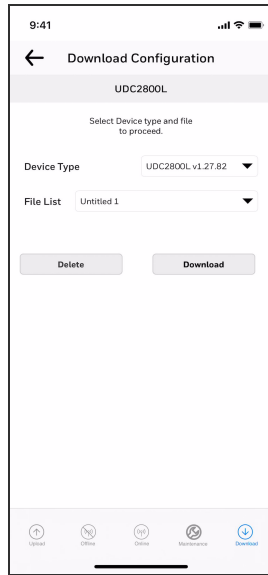 9:41
Download Configuration
UDC2800L
Select Device type and file
to proceed.
Device Type UDC2800L v1.27.82
File List Untitled 1
Delete Download
Upload Offline Online Maintenance Download